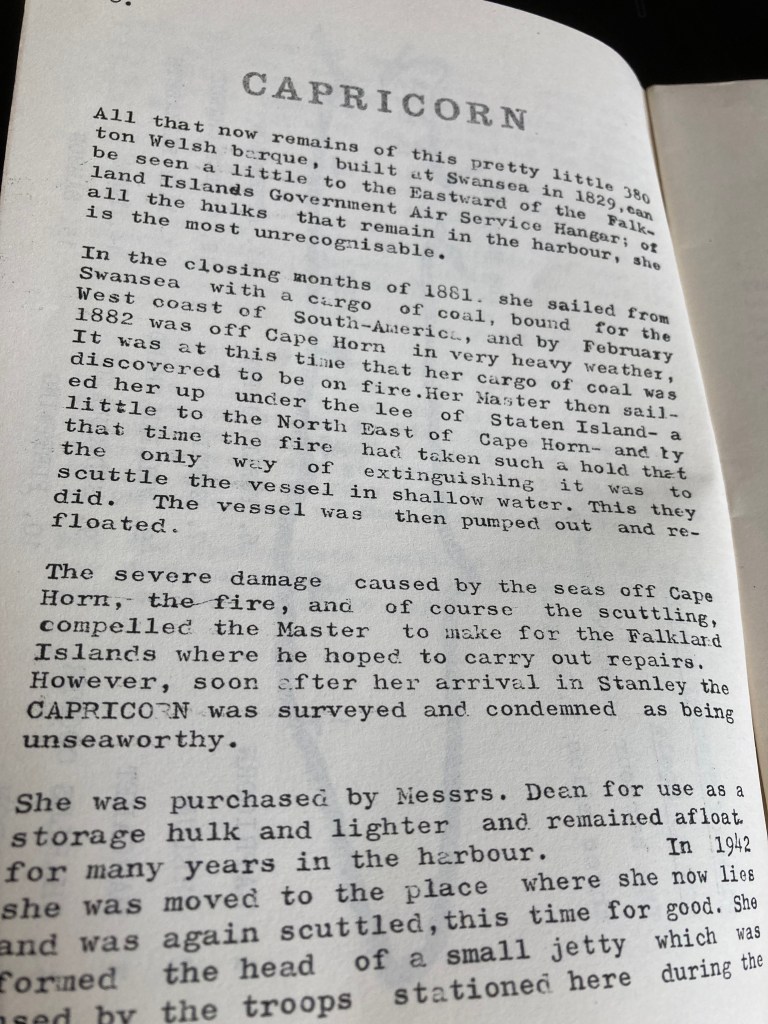 CAPRICORN
All that now remains of this pretty little 380
ton Welsh barque, built at Swansea in 1829,can
be seen a little to the Eastward of the Falk-
land Islands Government Air Service Hangar; of
all the hulks that remain in the harbour, she
is the most unrecognisable.
In the closing months of 1881. she sailed from
Swansea with a cargo of coal, bound for the
West coast of South-America, and by February
1882 was off Cape Horn in very heavy weather,
It was at this time that her cargo of coal was
discovered to be on fire.Her Master then sail-
ed her up under the lee of Staten Island- a
little to the North East of Cape Horn- and by
that time the fire had taken such a hold that
the only way of extinguishing it was to
scuttle the vessel in shallow water. This they
did. The vessel was then pumped out and re-
floated.
The severe damage caused by the seas off Cape
Horn, the fire, and of course the scuttling,
compelled the Master to make for the Falkland
Islands where he hoped to carry out repairs.
However, soon after her arrival in Stanley the
CAPRICORN was surveyed and condemned as being
unseaworthy.
She was purchased by Messrs. Dean for use as a
storage hulk and lighter and remained afloat
for many years in the harbour. In 1942
she was moved to the place where she now lies
and was again scuttled,this time for good. She
formed the head of a small jetty which was
used by the troops stationed here during the